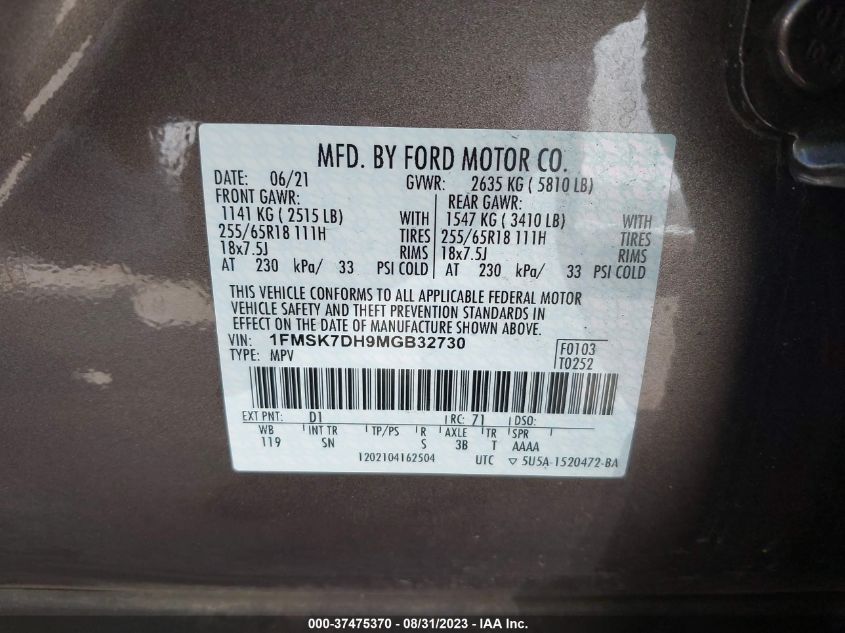 MFD. BY FORD MOTOR CO.
DATE: 06/21 GVWR: 2635 KG ( 5810 LB)
FRONT GAWR: REAR GAWR:
1141 KG ( 2515 LB) WITH 1547 KG ( 3410 LB) WITH
255/65R18 111H TIRES 255/65R18 111H TIRES
18x7.5J RIMS 18x7.5J RIMS
AT 230 kPa/ 33 PSI COLD AT 230 kPa/ 33 PSI COLD
THIS VEHICLE CONFORMS TO ALL APPLICABLE FEDERAL MOTOR
VEHICLE SAFETY AND THEFT PREVENTION STANDARDS IN
EFFECT ON THE DATE OF MANUFACTURE SHOWN ABOVE.
VIN: 1FMSK7DH9MGB32730 F0103
TYPE: MPV T0252
EXT PNT: D1 RC: 71 DSO:
WB INT TR TP/PS R AXLE TR SPR
119 SN S 3B T AAAA
1202104162504 UTC ▽ 5U5A-1520472-BA
000-37475370 - 08/31/2023 - IAA Inc.